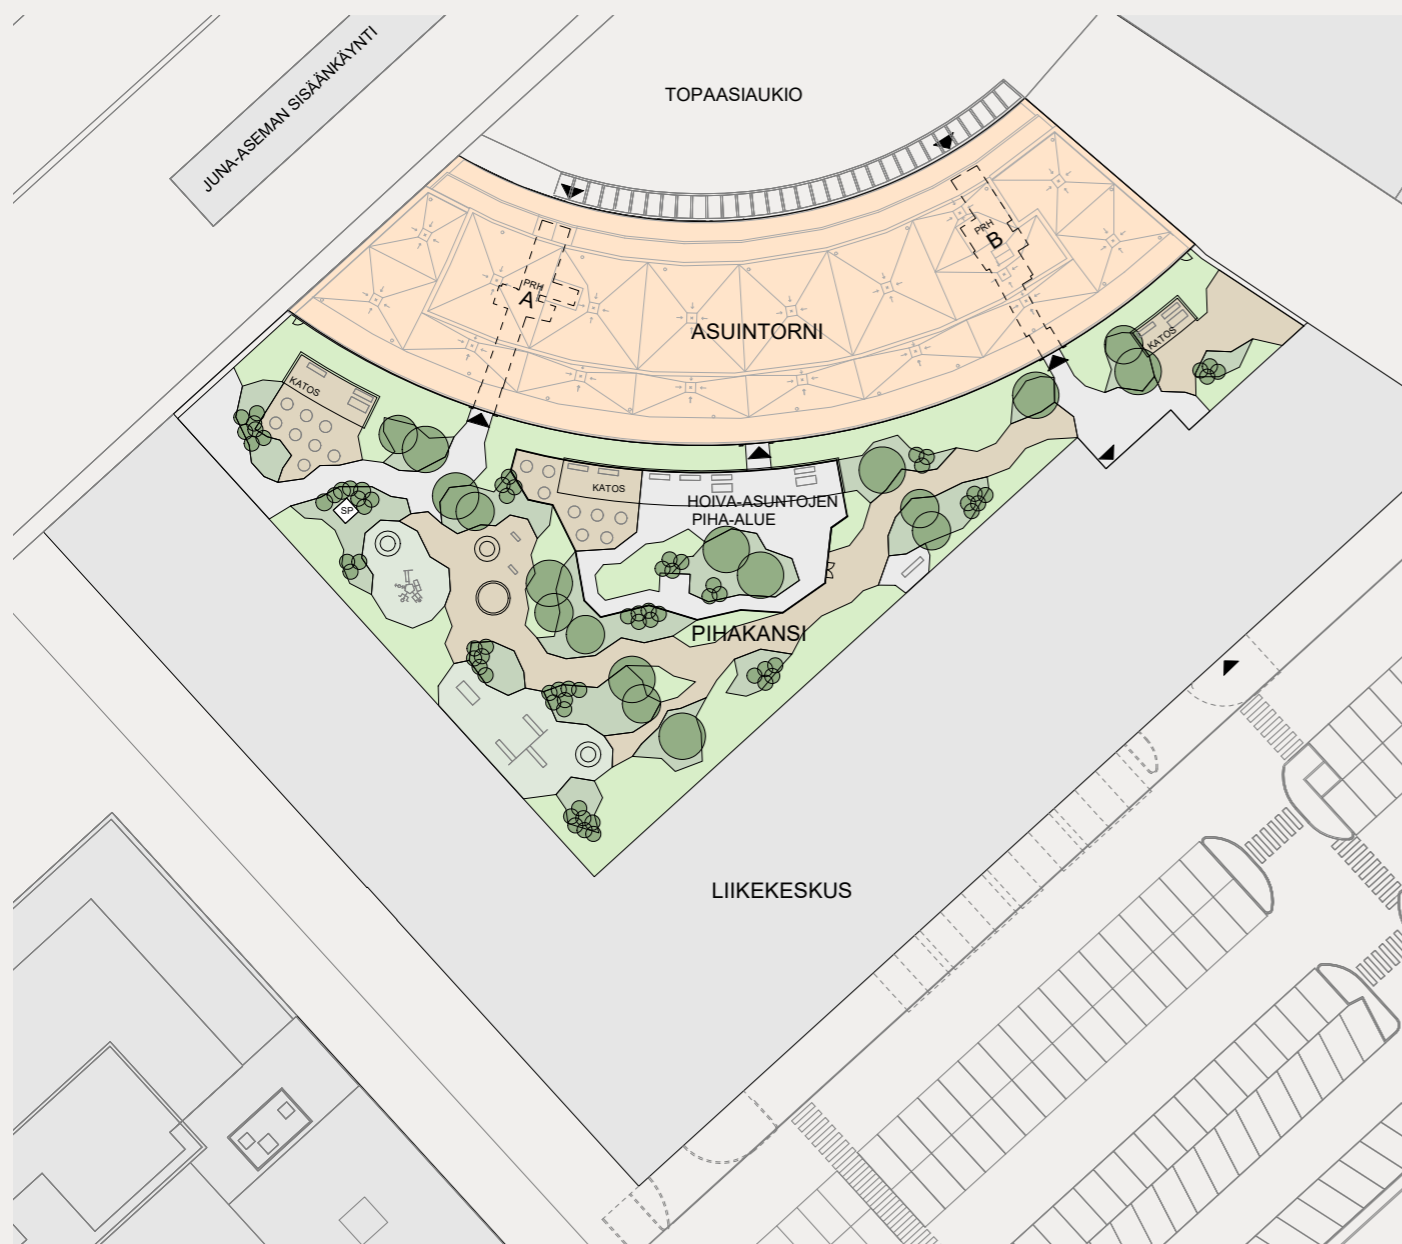 JUNA-ASEMAN SISÄÄNKÄYNTI
TOPAASIAUKIO
PRH
B
PRH
A
ASUINTORNI
KATOS
KATOS
KATOS
HOIVA-ASUNTOJEN
PIHA-ALUE
SP
PIHAKANSI
LIIKEKESKUS